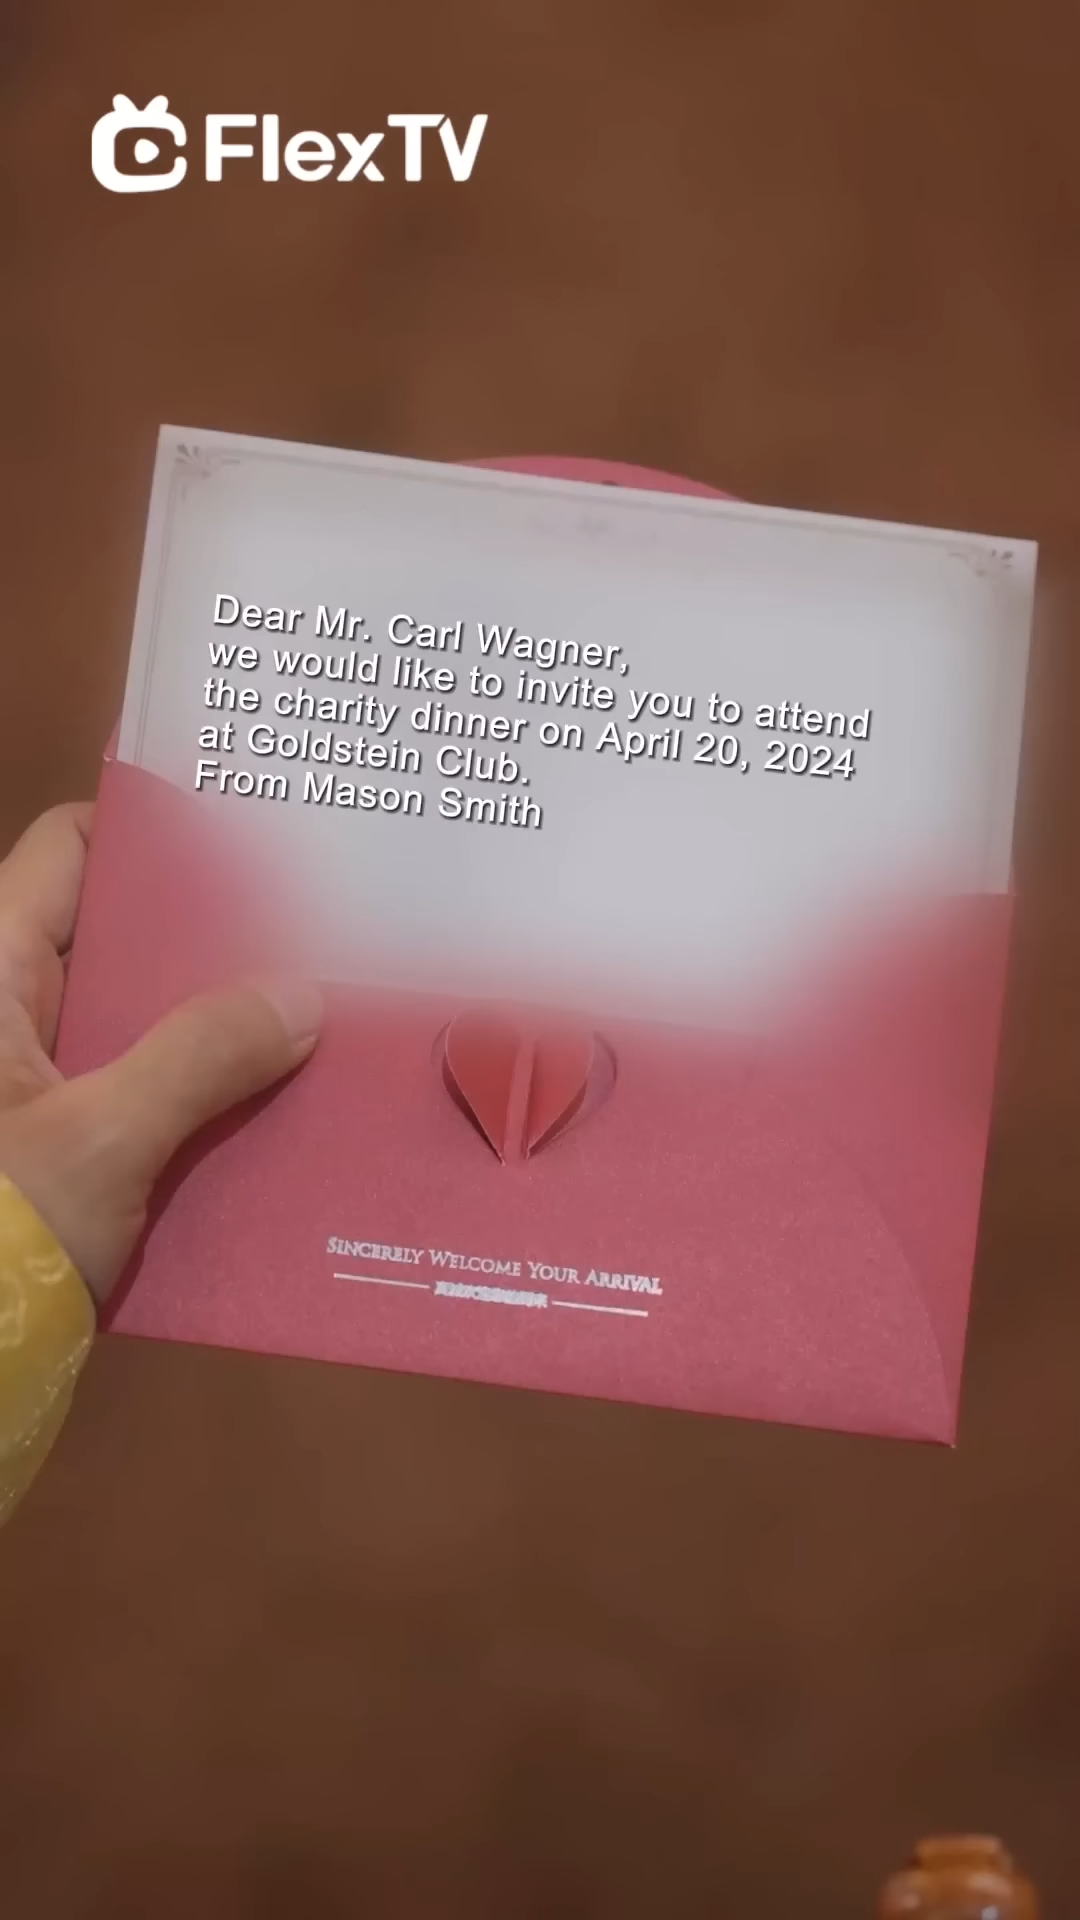 FlexTV
Dear Mr. Carl Wagner,
we would like to invite you to attend
the charity dinner on April 20, 2024
at Goldstein Club.
From Mason Smith
SINCERELY WELCOME YOUR ARRIVAL